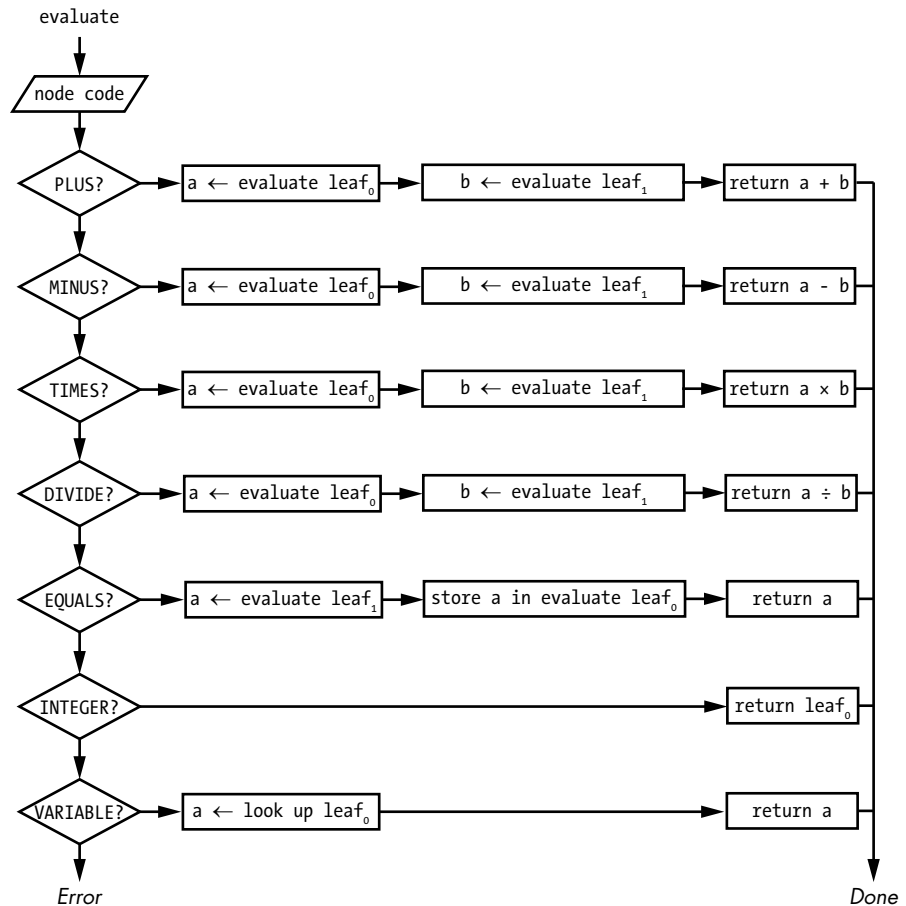 evaluate
node code
PLUS? a ← evaluate leaf₀ b ← evaluate leaf₁ return a + b
MINUS? a ← evaluate leaf₀ b ← evaluate leaf₁ return a - b
TIMES? a ← evaluate leaf₀ b ← evaluate leaf₁ return a × b
DIVIDE? a ← evaluate leaf₀ b ← evaluate leaf₁ return a ÷ b
EQUALS? a ← evaluate leaf₁ store a in evaluate leaf₀ return a
INTEGER? return leaf₀
VARIABLE? a ← look up leaf₀ return a
Error Done